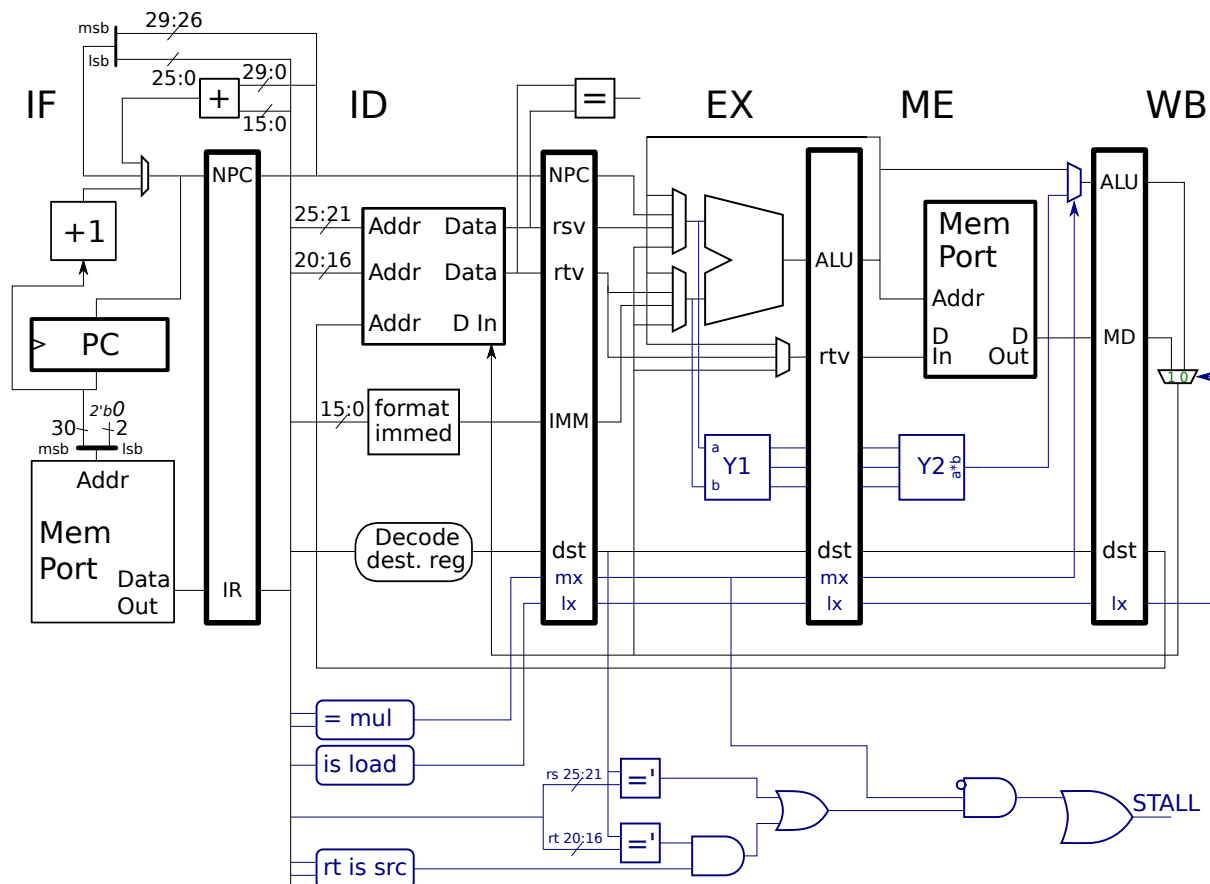 29:26
msb
lsb
25:0
29:0
+
15:0
=
IF
ID
EX
ME
WB
NPC
NPC
ALU
+1
25:21
Addr
Data
rsv
Mem
Port
20:16
Addr
Data
rtv
ALU
Addr
Addr
D In
PC
D
In
D
Out
MD
rtv
1 0
2'b0
30
2
msb
lsb
15:0
format
immed
IMM
Addr
a
Y1
b
Y2
a*b
Mem
Port
Data
Out
IR
Decode
dest. reg
dst
dst
dst
mx
mx
lx
lx
lx
= mul
is load
rs 25:21
='
rt 20:16
='
STALL
rt is src